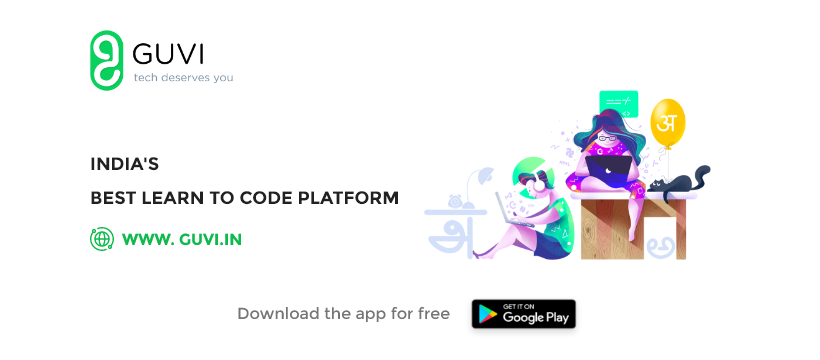 GUVI
tech deserves you
INDIA'S
BEST LEARN TO CODE PLATFORM
WWW. GUVI.IN
अ
அ
అ
Download the app for free
GET IT ON
Google Play